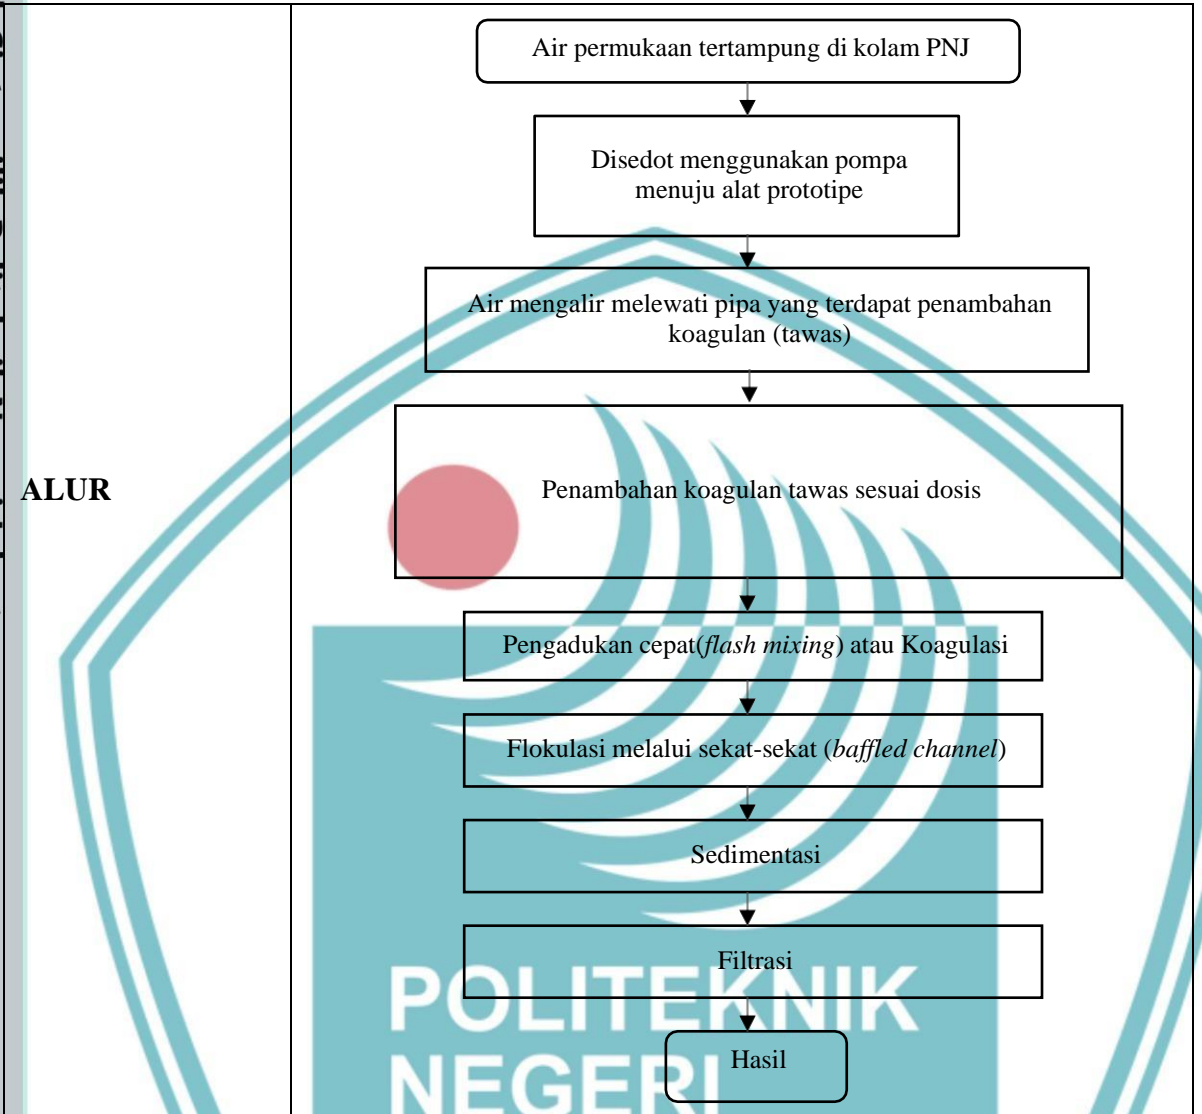 Air permukaan tertampung di kolam PNJ
Disedot menggunakan pompa
menuju alat prototipe
Air mengalir melewati pipa yang terdapat penambahan
koagulan (tawas)
ALUR
Penambahan koagulan tawas sesuai dosis
Pengadukan cepat(flash mixing) atau Koagulasi
Flokulasi melalui sekat-sekat (baffled channel)
Sedimentasi
Filtrasi
POLITEKNIK
Hasil
NEGERI